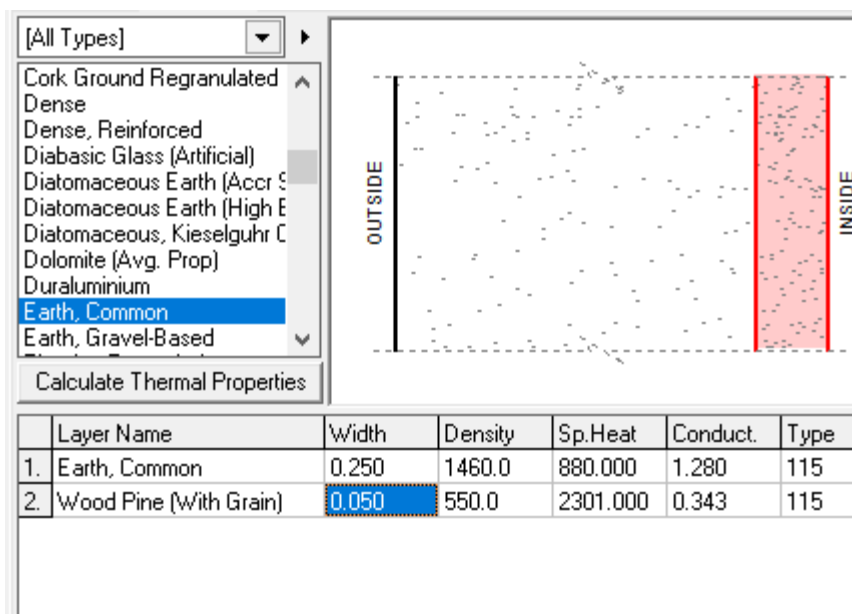 [All Types]
Cork Ground Regranulated
Dense
Dense, Reinforced
Diabasic Glass (Artificial)
Diatomaceous Earth (Accr
Diatomaceous Earth (High
Diatomaceous, Kieselguhr
Dolomite (Avg. Prop)
Duraluminium
Earth, Common
Earth, Gravel-Based
Calculate Thermal Properties
OUTSIDE
INSIDE
Layer Name Width Density Sp.Heat Conduct. Type
1. Earth, Common 0.250 1460.0 880.000 1.280 115
2. Wood Pine (With Grain) 0.050 550.0 2301.000 0.343 115